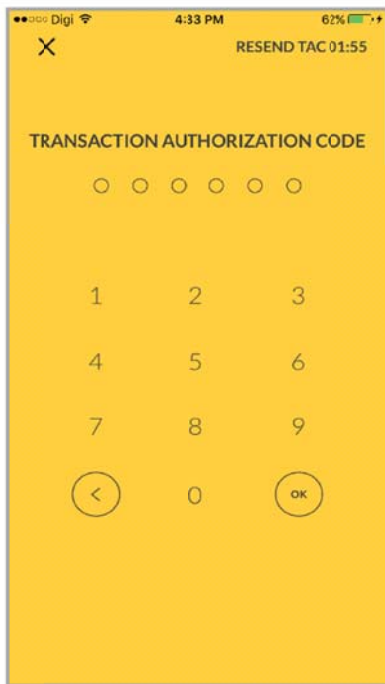 Digi 4:33 PM 62%
RESEND TAC 01:55
TRANSACTION AUTHORIZATION CODE
1 2 3
4 5 6
7 8 9
< 0 OK